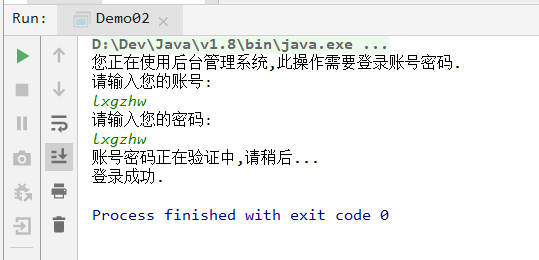 Run: Demo02
D:\Dev\Java\v1.8\bin\java.exe ...
您正在使用后台管理系统,此操作需要登录账号密码.
请输入您的账号:
lxgzhw
请输入您的密码:
lxgzhw
账号密码正在验证中,请稍后...
登录成功.
Process finished with exit code 0